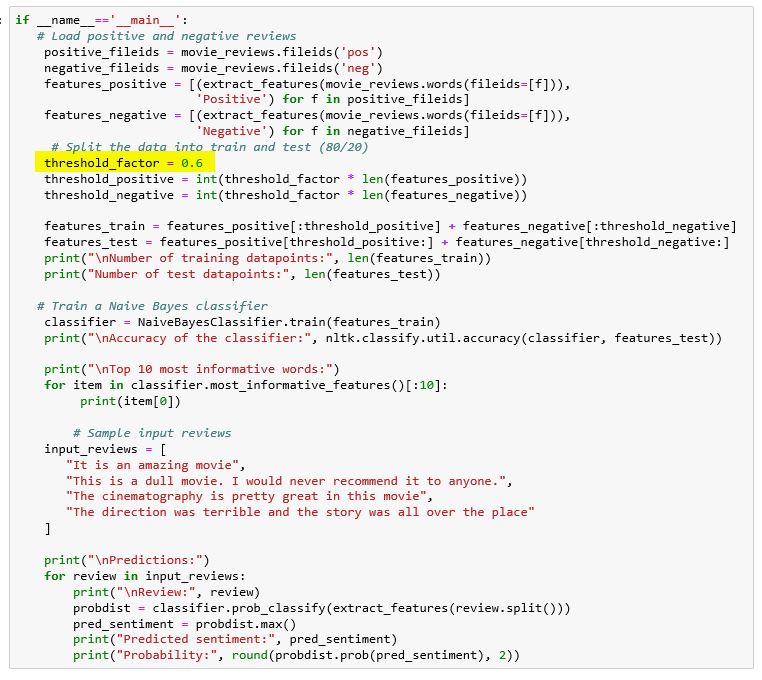 : if __name__=='__main__':
   # Load positive and negative reviews
    positive_fileids = movie_reviews.fileids('pos')
    negative_fileids = movie_reviews.fileids('neg')
    features_positive = [(extract_features(movie_reviews.words(fileids=[f])),
                         'Positive') for f in positive_fileids]
    features_negative = [(extract_features(movie_reviews.words(fileids=[f])),
                         'Negative') for f in negative_fileids]
     # Split the data into train and test (80/20)
    threshold_factor = 0.6
    threshold_positive = int(threshold_factor * len(features_positive))
    threshold_negative = int(threshold_factor * len(features_negative))

    features_train = features_positive[:threshold_positive] + features_negative[:threshold_negative]
    features_test = features_positive[threshold_positive:] + features_negative[threshold_negative:]
    print("\nNumber of training datapoints:", len(features_train))
    print("Number of test datapoints:", len(features_test))

   # Train a Naive Bayes classifier
    classifier = NaiveBayesClassifier.train(features_train)
    print("\nAccuracy of the classifier:", nltk.classify.util.accuracy(classifier, features_test))

    print("\nTop 10 most informative words:")
    for item in classifier.most_informative_features()[:10]:
         print(item[0])

        # Sample input reviews
    input_reviews = [
       "It is an amazing movie",
       "This is a dull movie. I would never recommend it to anyone.",
       "The cinematography is pretty great in this movie",
       "The direction was terrible and the story was all over the place"
    ]

    print("\nPredictions:")
    for review in input_reviews:
        print("\nReview:", review)
        probdist = classifier.prob_classify(extract_features(review.split()))
        pred_sentiment = probdist.max()
        print("Predicted sentiment:", pred_sentiment)
        print("Probability:", round(probdist.prob(pred_sentiment), 2))